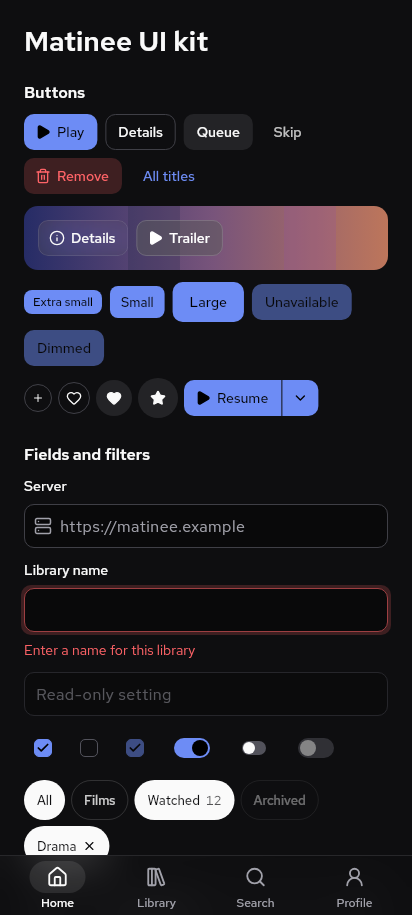 Matinee UI kit
Buttons
Play Details Queue Skip
Remove All titles
Details Trailer
Extra small Small Large Unavailable
Dimmed
Resume
Fields and filters
Server
https://matinee.example
Library name
Enter a name for this library
Read-only setting
All Films Watched 12 Archived
Drama
Home Library Search Profile